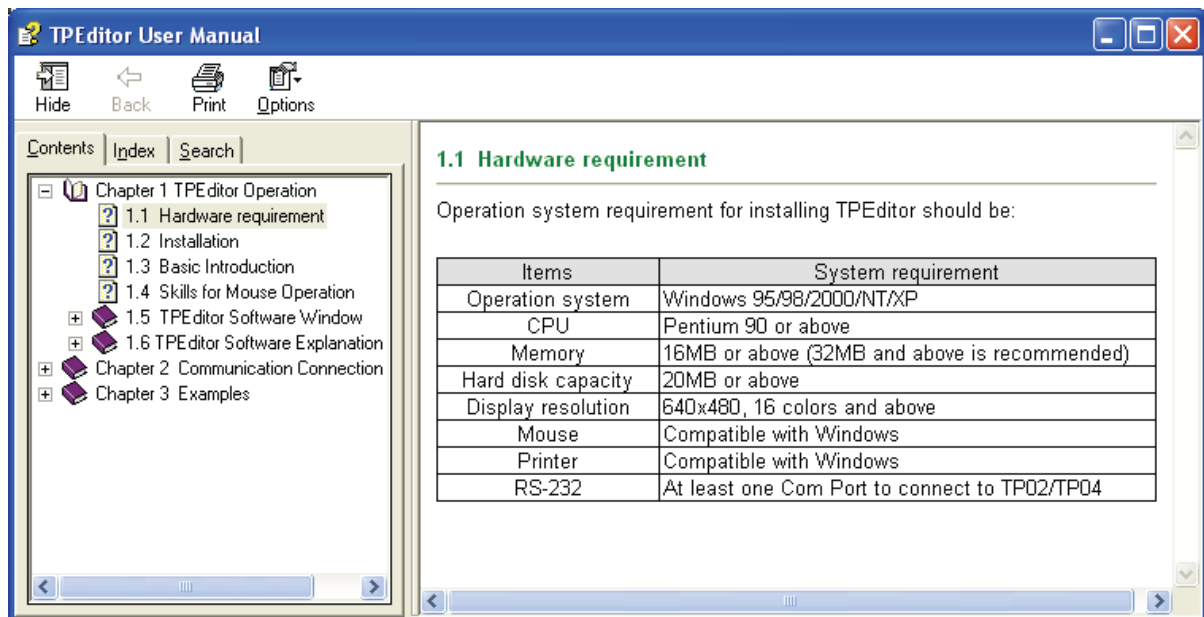 TPEditor User Manual
Hide Back Print Options
Contents Index Search
Chapter 1 TPEditor Operation
1.1 Hardware requirement
1.2 Installation
1.3 Basic Introduction
1.4 Skills for Mouse Operation
1.5 TPEditor Software Window
1.6 TPEditor Software Explanation
Chapter 2 Communication Connection
Chapter 3 Examples
1.1 Hardware requirement
Operation system requirement for installing TPEditor should be:
Items System requirement
Operation system Windows 95/98/2000/NT/XP
CPU Pentium 90 or above
Memory 16MB or above (32MB and above is recommended)
Hard disk capacity 20MB or above
Display resolution 640x480, 16 colors and above
Mouse Compatible with Windows
Printer Compatible with Windows
RS-232 At least one Com Port to connect to TP02/TP04